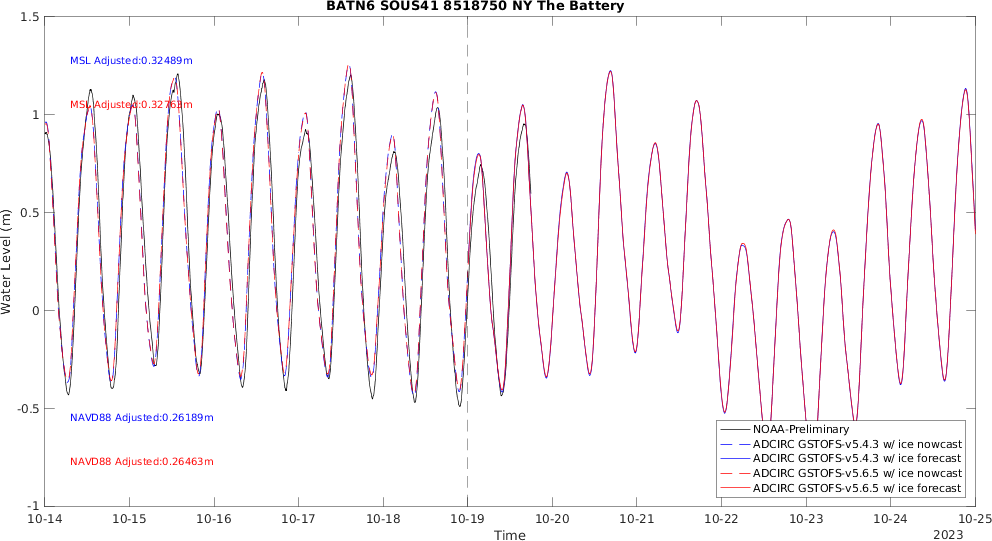 BATN6 SOUS41 8518750 NY The Battery
1.5
1
0.5
0
-0.5
-1
Water Level (m)
MSL Adjusted:0.32489m
MSL Adjusted:0.32763m
NAVD88 Adjusted:0.26189m
NAVD88 Adjusted:0.26463m
NOAA-Preliminary
ADCIRC GSTOFS-v5.4.3 w/ ice nowcast
ADCIRC GSTOFS-v5.4.3 w/ ice forecast
ADCIRC GSTOFS-v5.6.5 w/ ice nowcast
ADCIRC GSTOFS-v5.6.5 w/ ice forecast
10-14 10-15 10-16 10-17 10-18 10-19 10-20 10-21 10-22 10-23 10-24 10-25
Time
2023